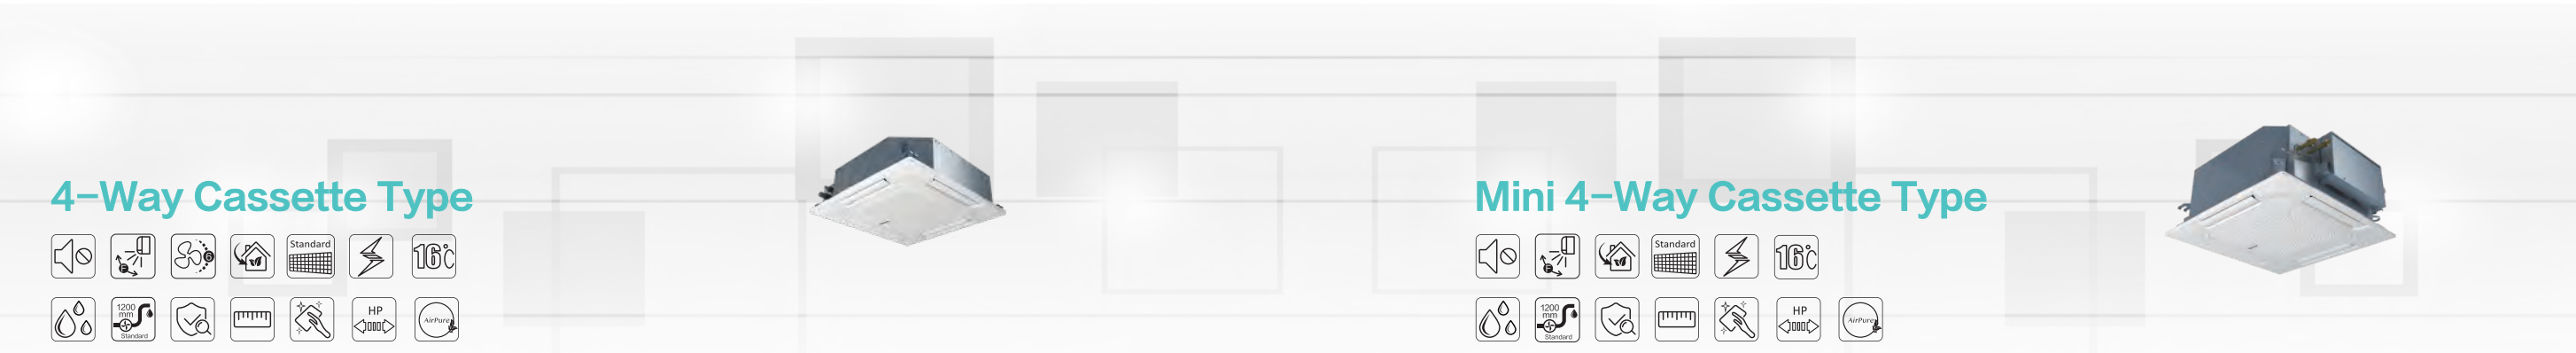 4-Way Cassette Type
Standard
16°C
1200
mm
Standard
HP
AirPure
Mini 4-Way Cassette Type
Standard
16°C
1200
mm
Standard
HP
AirPure